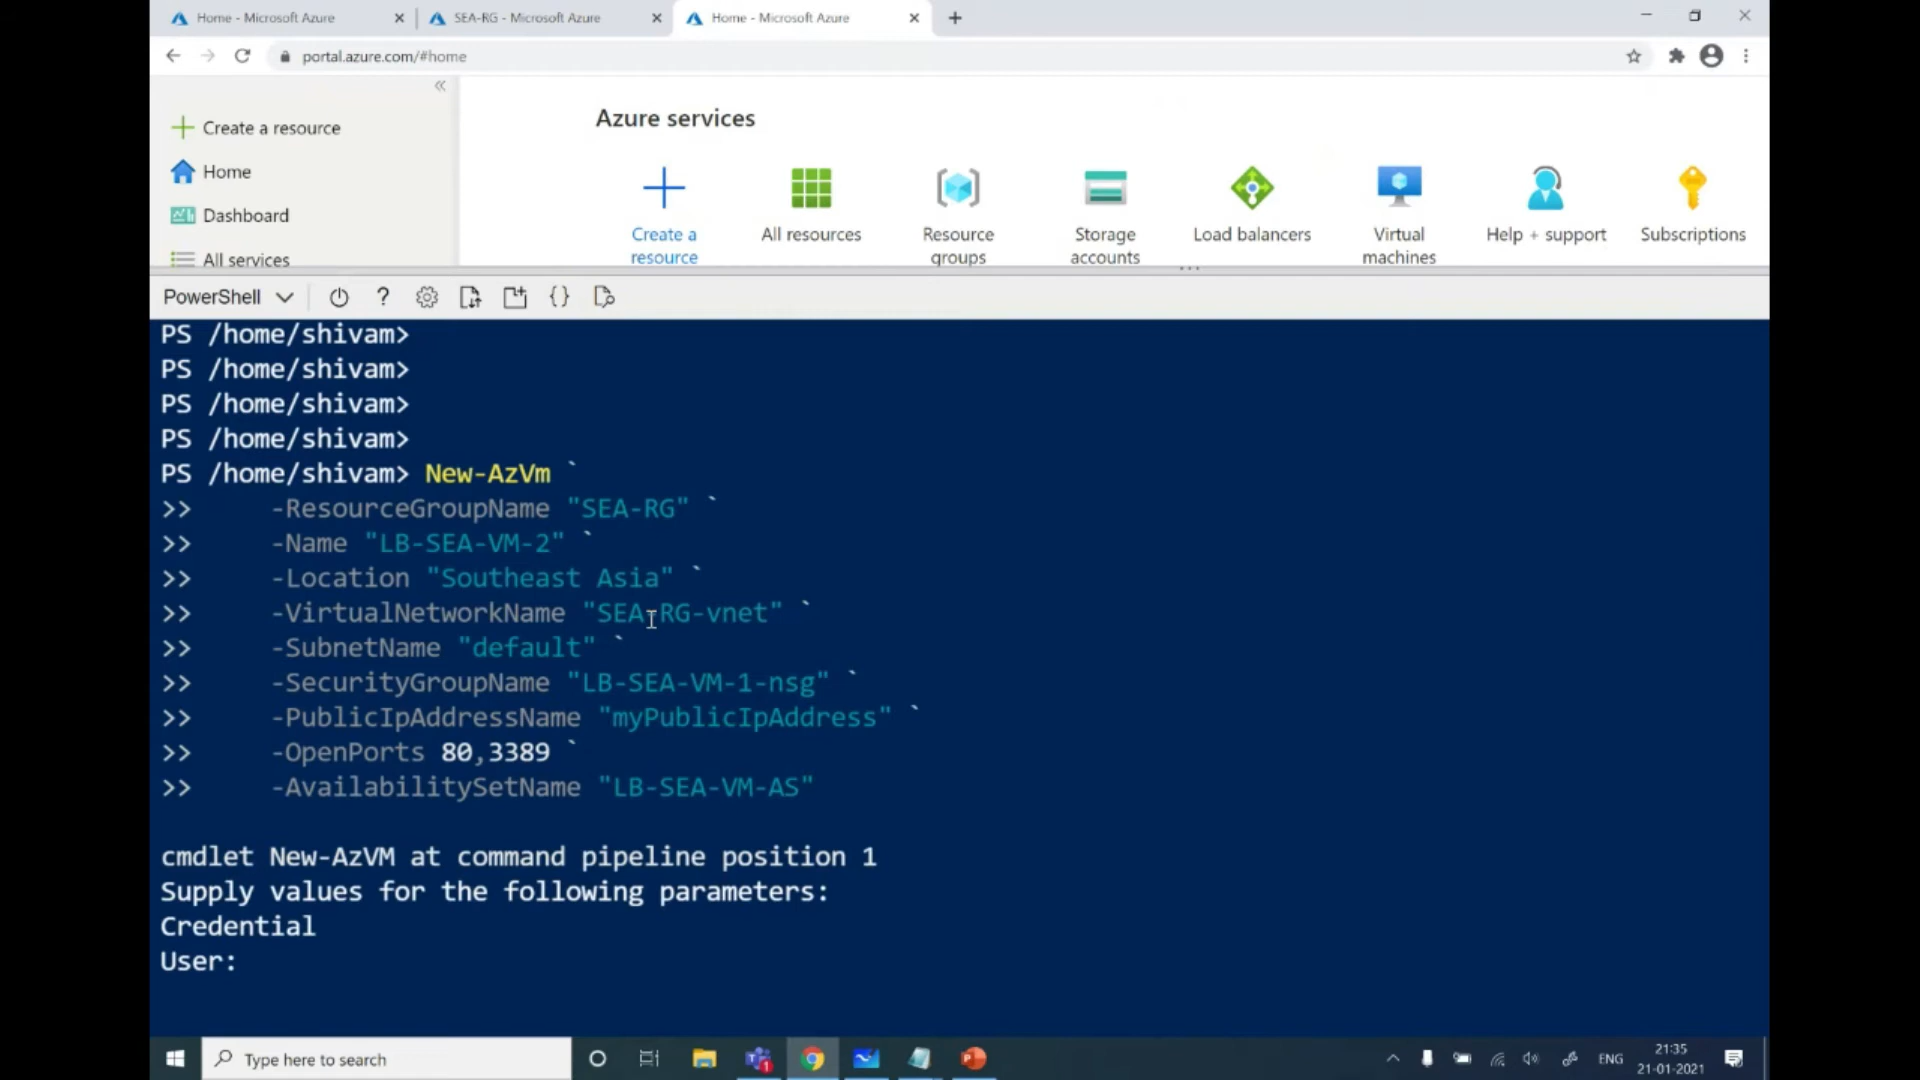 Home - Microsoft Azure
SEA-RG - Microsoft Azure
Home - Microsoft Azure
portal.azure.com/#home
Create a resource
Home
Dashboard
All services
Azure services
Create a resource
All resources
Resource groups
Storage accounts
Load balancers
Virtual machines
Help + support
Subscriptions
PowerShell
PS /home/shivam>
PS /home/shivam>
PS /home/shivam>
PS /home/shivam>
PS /home/shivam> New-AzVm `
>> -ResourceGroupName "SEA-RG" `
>> -Name "LB-SEA-VM-2" `
>> -Location "Southeast Asia" `
>> -VirtualNetworkName "SEA-RG-vnet" `
>> -SubnetName "default" `
>> -SecurityGroupName "LB-SEA-VM-1-nsg" `
>> -PublicIpAddressName "myPublicIpAddress" `
>> -OpenPorts 80,3389 `
>> -AvailabilitySetName "LB-SEA-VM-AS"
cmdlet New-AzVM at command pipeline position 1
Supply values for the following parameters:
Credential
User:
Type here to search
ENG
21:35
21-01-2021